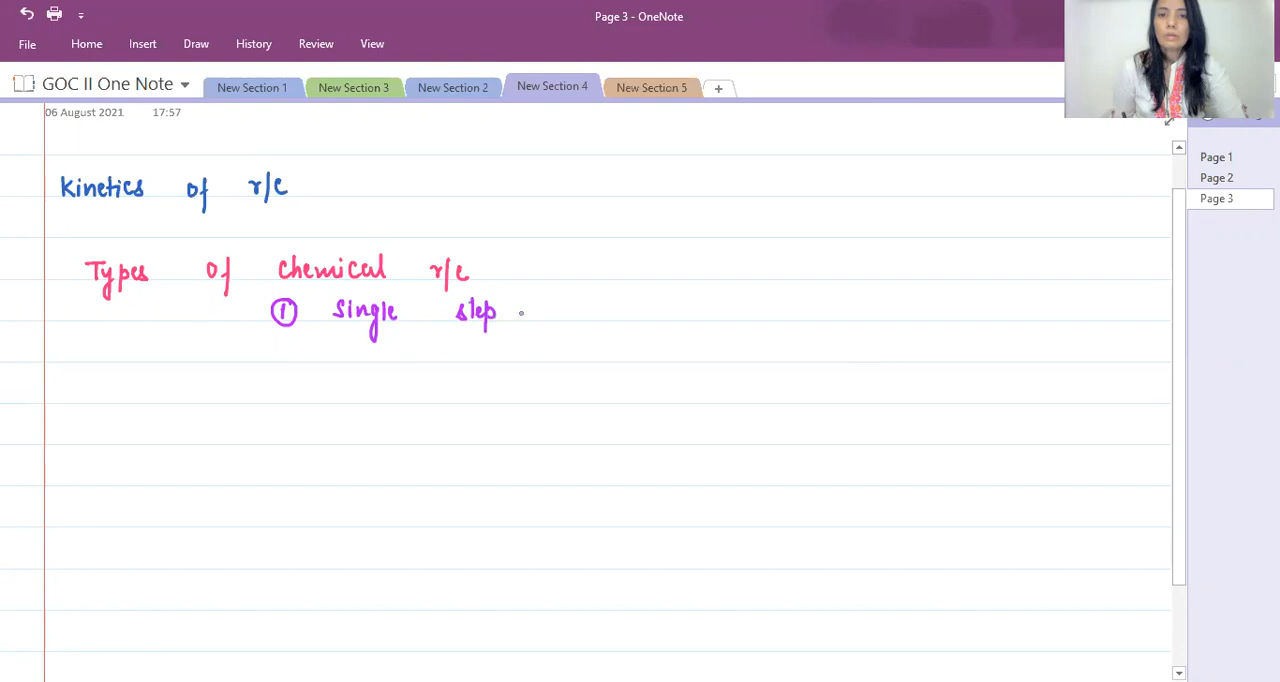 Page 3 - OneNote
File Home Insert Draw History Review View
GOC II One Note New Section 1 New Section 3 New Section 2 New Section 4 New Section 5 +
06 August 2021 17:57
Page 1
Page 2
Page 3
Kinetics of r/c
Types of chemical r/c
① Single step